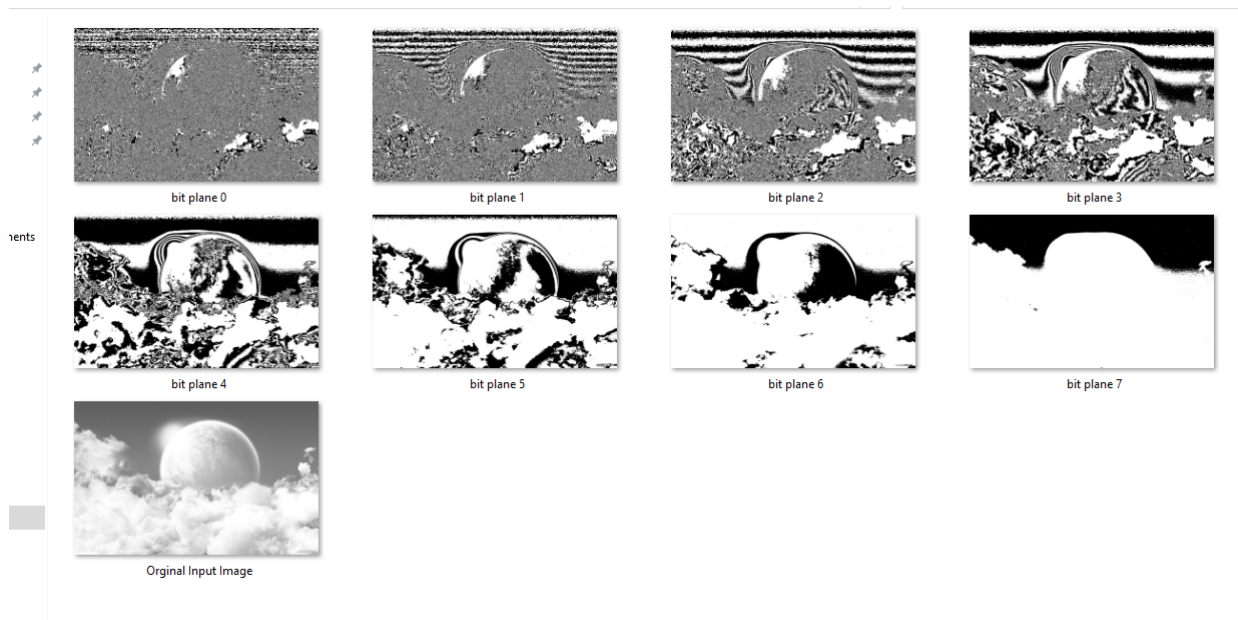 bit plane 0
bit plane 1
bit plane 2
bit plane 3
nents
bit plane 4
bit plane 5
bit plane 6
bit plane 7
Orginal Input Image